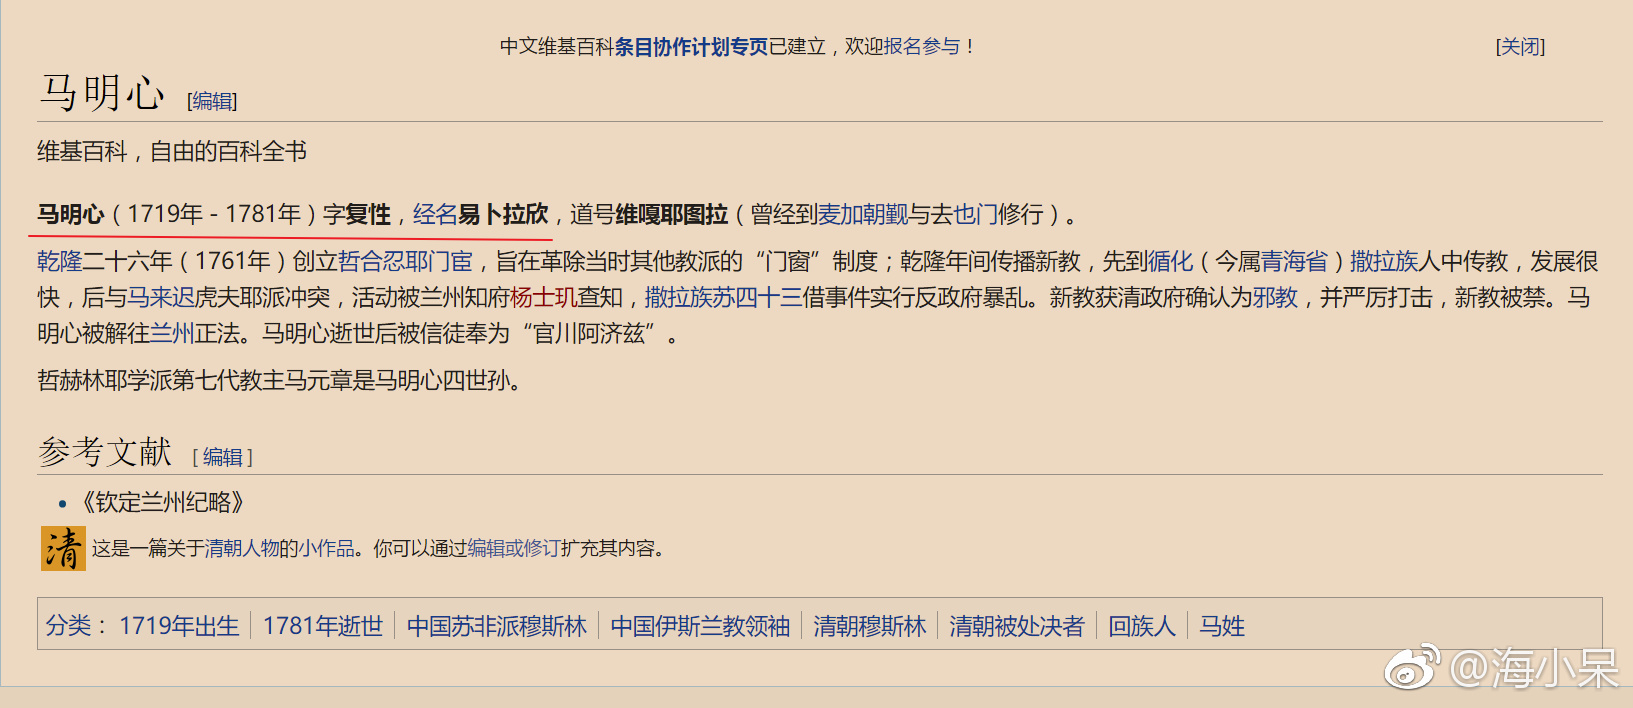 中文维基百科条目协作计划专页已建立，欢迎报名参与！ [关闭]
马明心 [编辑]
维基百科，自由的百科全书
马明心（1719年－1781年）字复性，经名易卜拉欣，道号维嘎耶图拉（曾经到麦加朝觐与去也门修行）。
乾隆二十六年（1761年）创立哲合忍耶门宦，旨在革除当时其他教派的“门窗”制度；乾隆年间传播新教，先到循化（今属青海省）撒拉族人中传教，发展很
快，后与马来迟虎夫耶派冲突，活动被兰州知府杨士玑查知，撒拉族苏四十三借事件实行反政府暴乱。新教获清政府确认为邪教，并严厉打击，新教被禁。马
明心被解往兰州正法。马明心逝世后被信徒奉为“官川阿济兹”。
哲赫林耶学派第七代教主马元章是马明心四世孙。
参考文献 [编辑]
• 《钦定兰州纪略》
清 这是一篇关于清朝人物的小作品。你可以通过编辑或修订扩充其内容。
分类： 1719年出生 | 1781年逝世 | 中国苏非派穆斯林 | 中国伊斯兰教领袖 | 清朝穆斯林 | 清朝被处决者 | 回族人 | 马姓
@海小呆